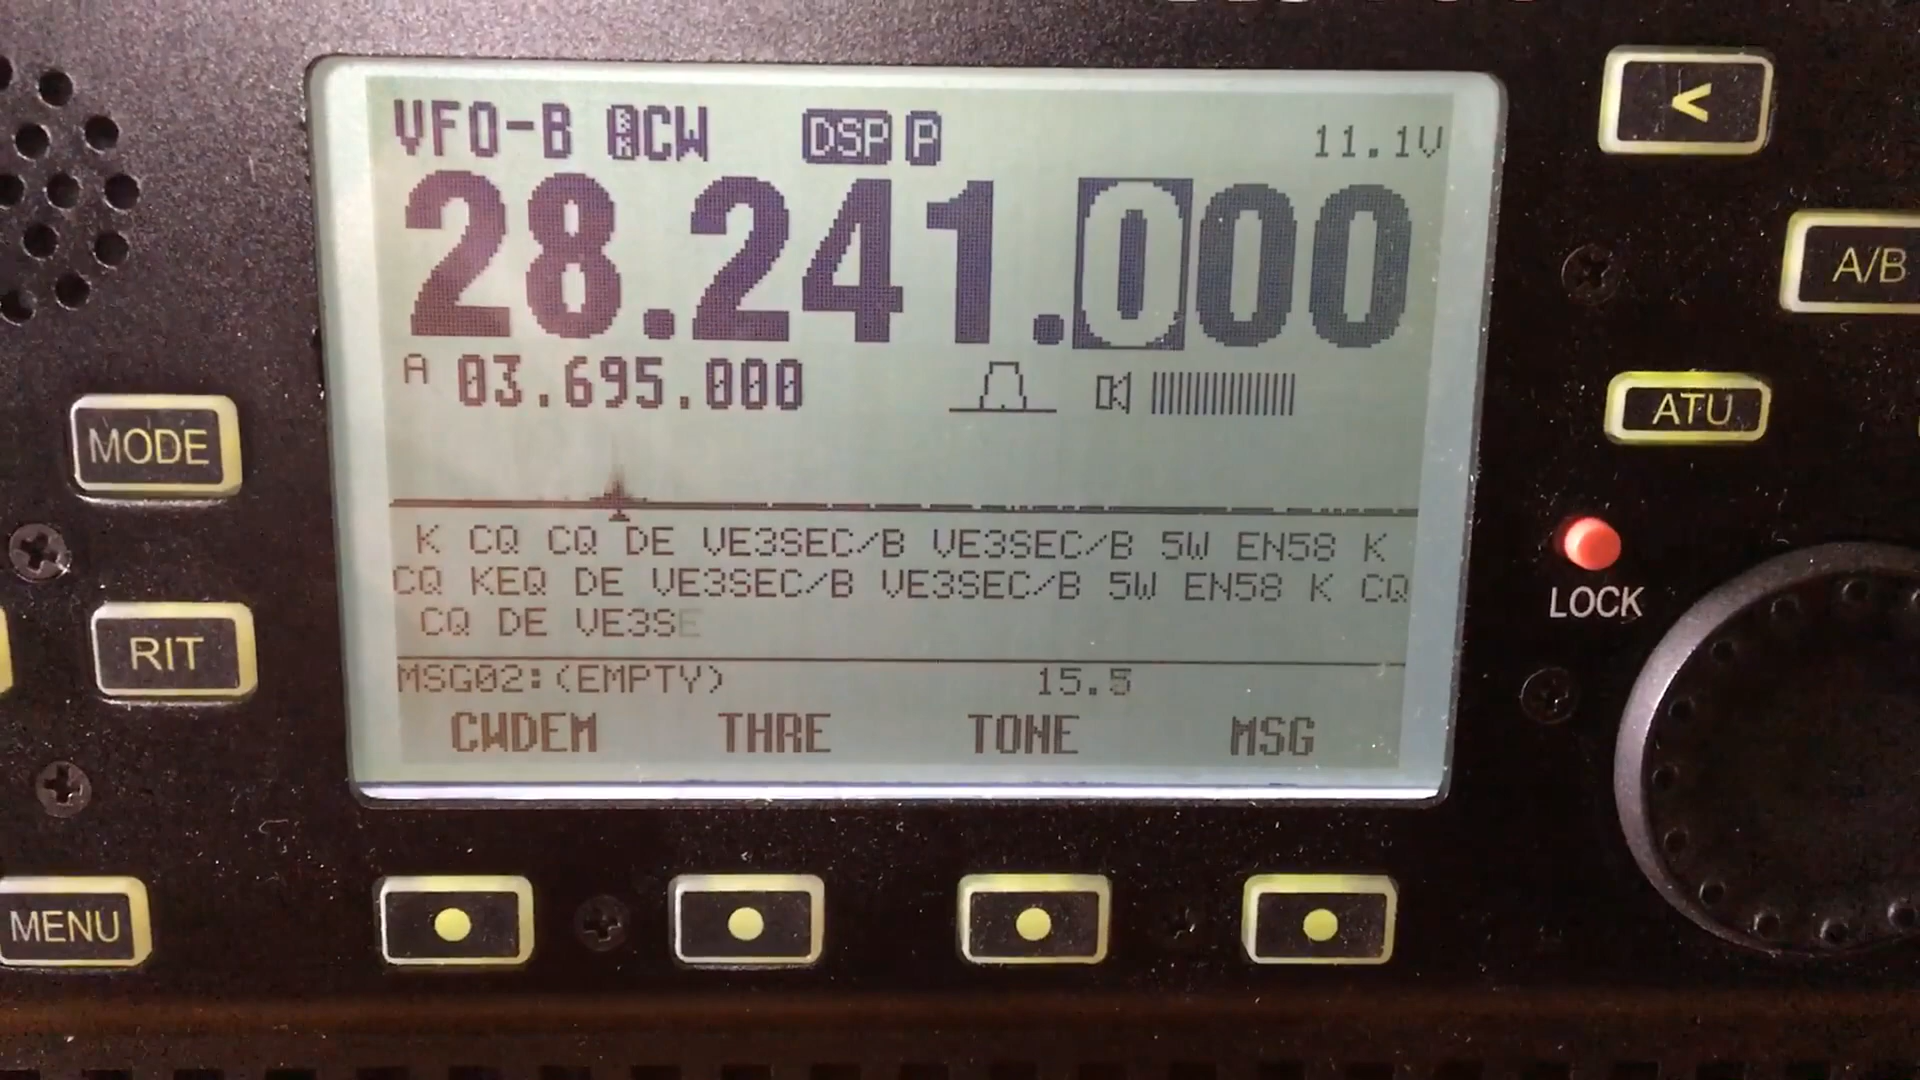 VFO-B BK CW DSP P 11.1V
28.241.000
A 03.695.000
K CQ CQ DE VE3SEC/B VE3SEC/B 5W EN58 K
CQ KEQ DE VE3SEC/B VE3SEC/B 5W EN58 K CQ
CQ DE VE3SE
MSG02:(EMPTY) 15.5
CWDEM THRE TONE MSG
<
A/B
MODE
ATU
LOCK
RIT
MENU